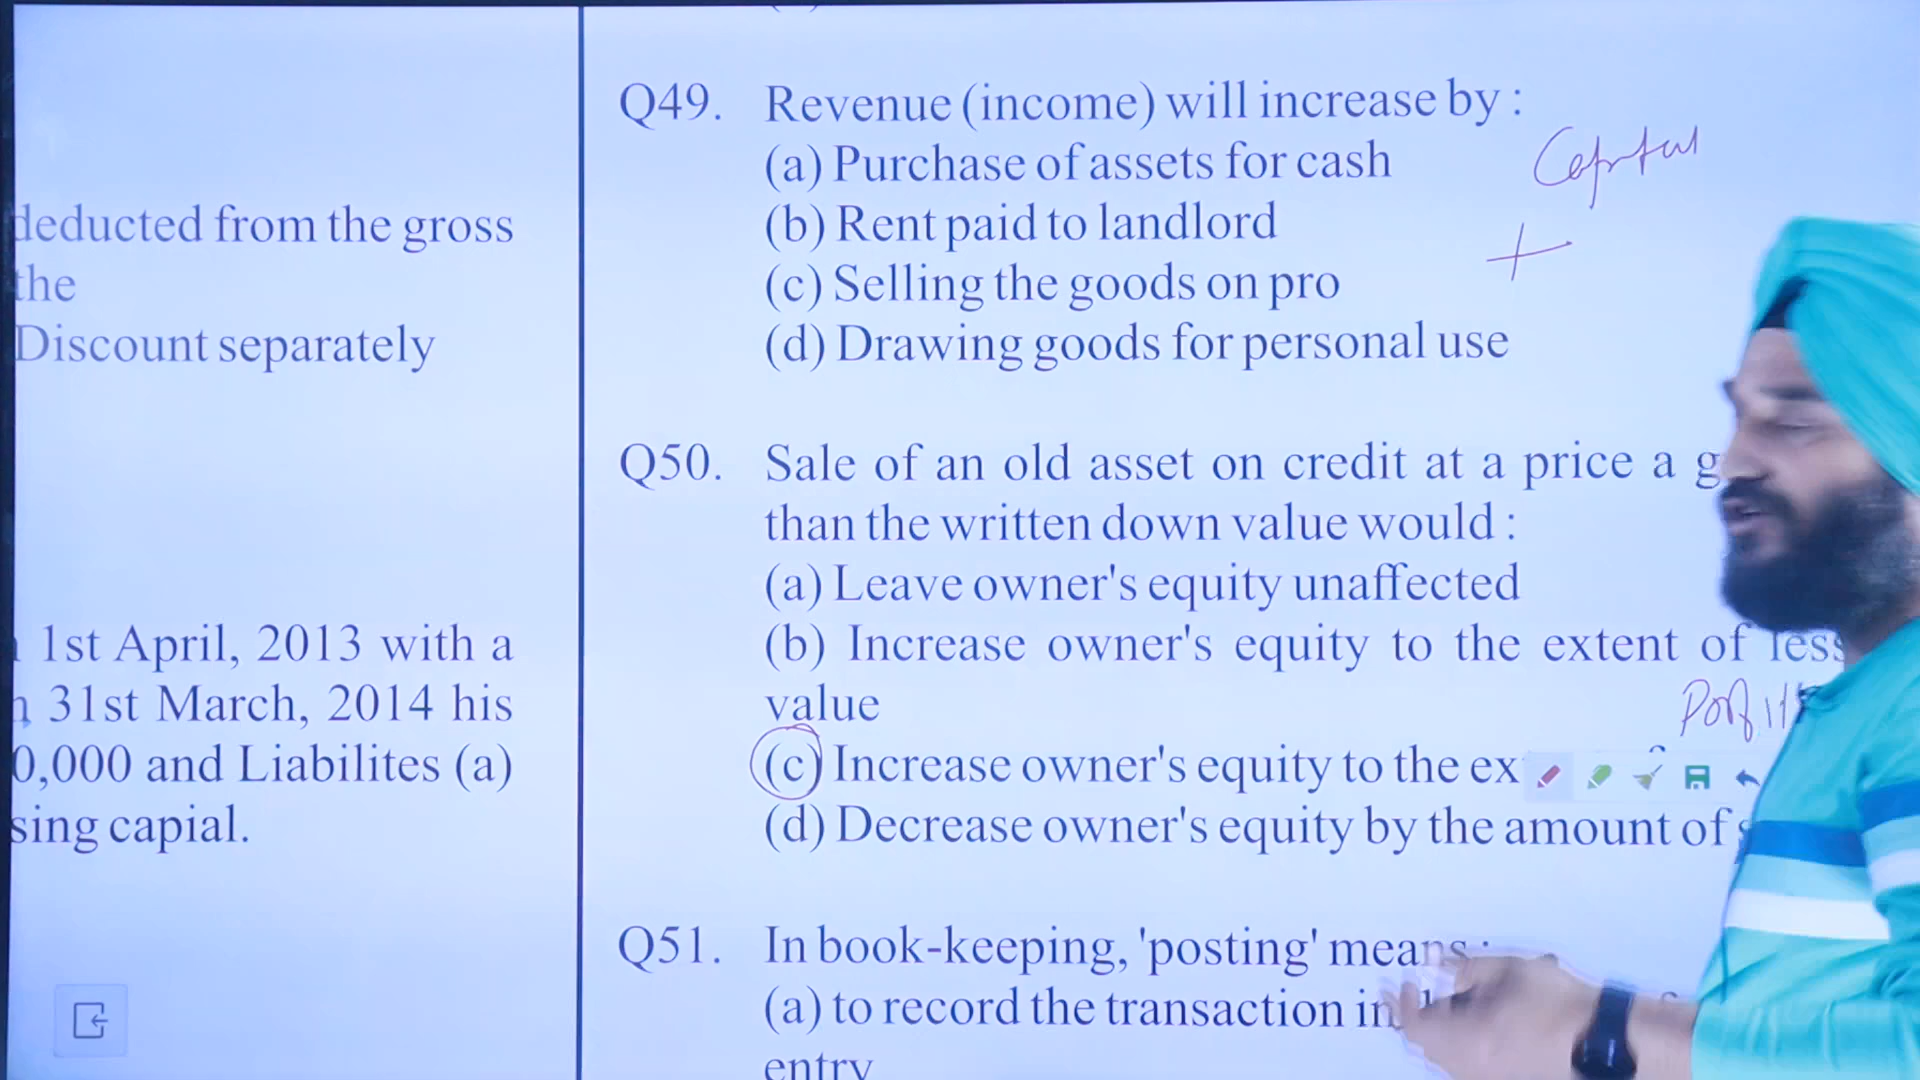 deducted from the gross
the
Discount separately
1st April, 2013 with a
31st March, 2014 his
0,000 and Liabilites (a)
sing capial.
Q49. Revenue (income) will increase by :
(a) Purchase of assets for cash
(b) Rent paid to landlord
(c) Selling the goods on pro
(d) Drawing goods for personal use
Capital
+
Q50. Sale of an old asset on credit at a price a g
than the written down value would :
(a) Leave owner's equity unaffected
(b) Increase owner's equity to the extent of less
value
(c) Increase owner's equity to the ex
(d) Decrease owner's equity by the amount of
Q51. In book-keeping, 'posting' means :
(a) to record the transaction in
entry